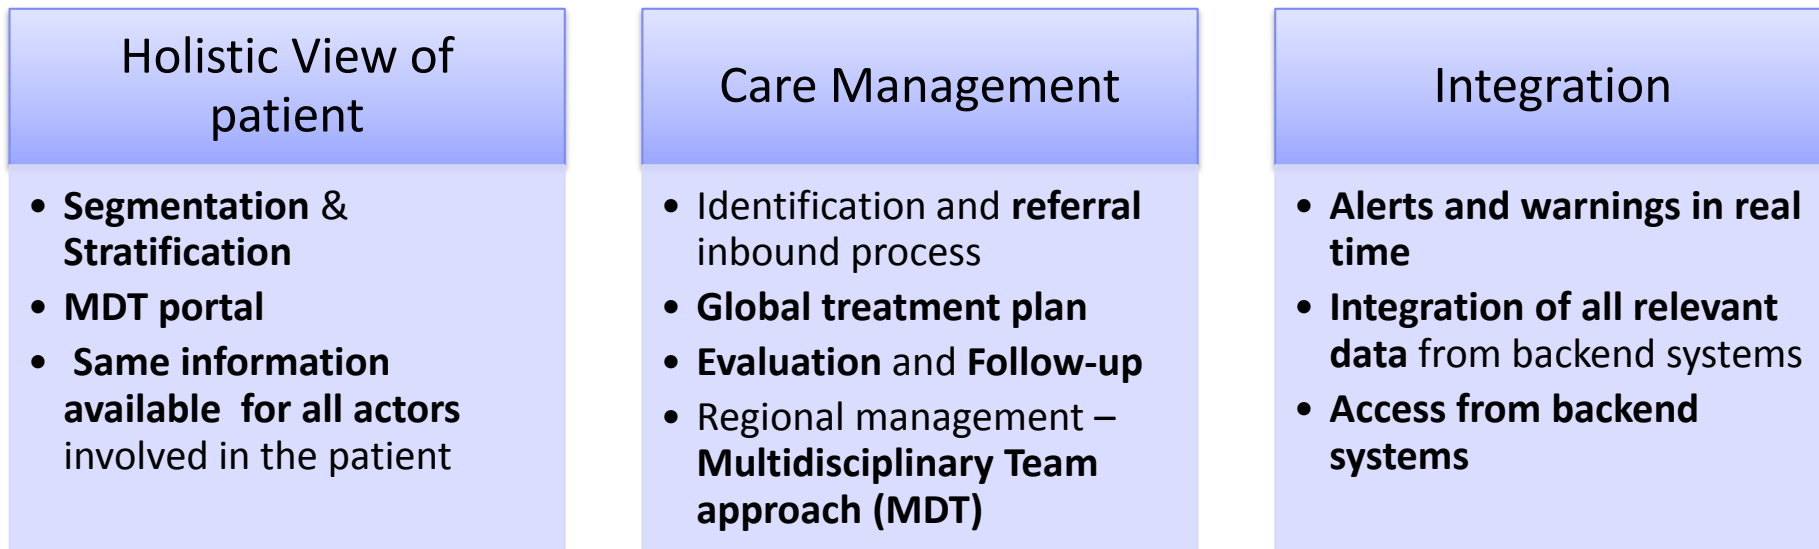 Holistic View of
patient
• Segmentation &
Stratification
• MDT portal
• Same information
available for all actors
involved in the patient
Care Management
• Identification and referral
inbound process
• Global treatment plan
• Evaluation and Follow-up
• Regional management –
Multidisciplinary Team
approach (MDT)
Integration
• Alerts and warnings in real
time
• Integration of all relevant
data from backend systems
• Access from backend
systems